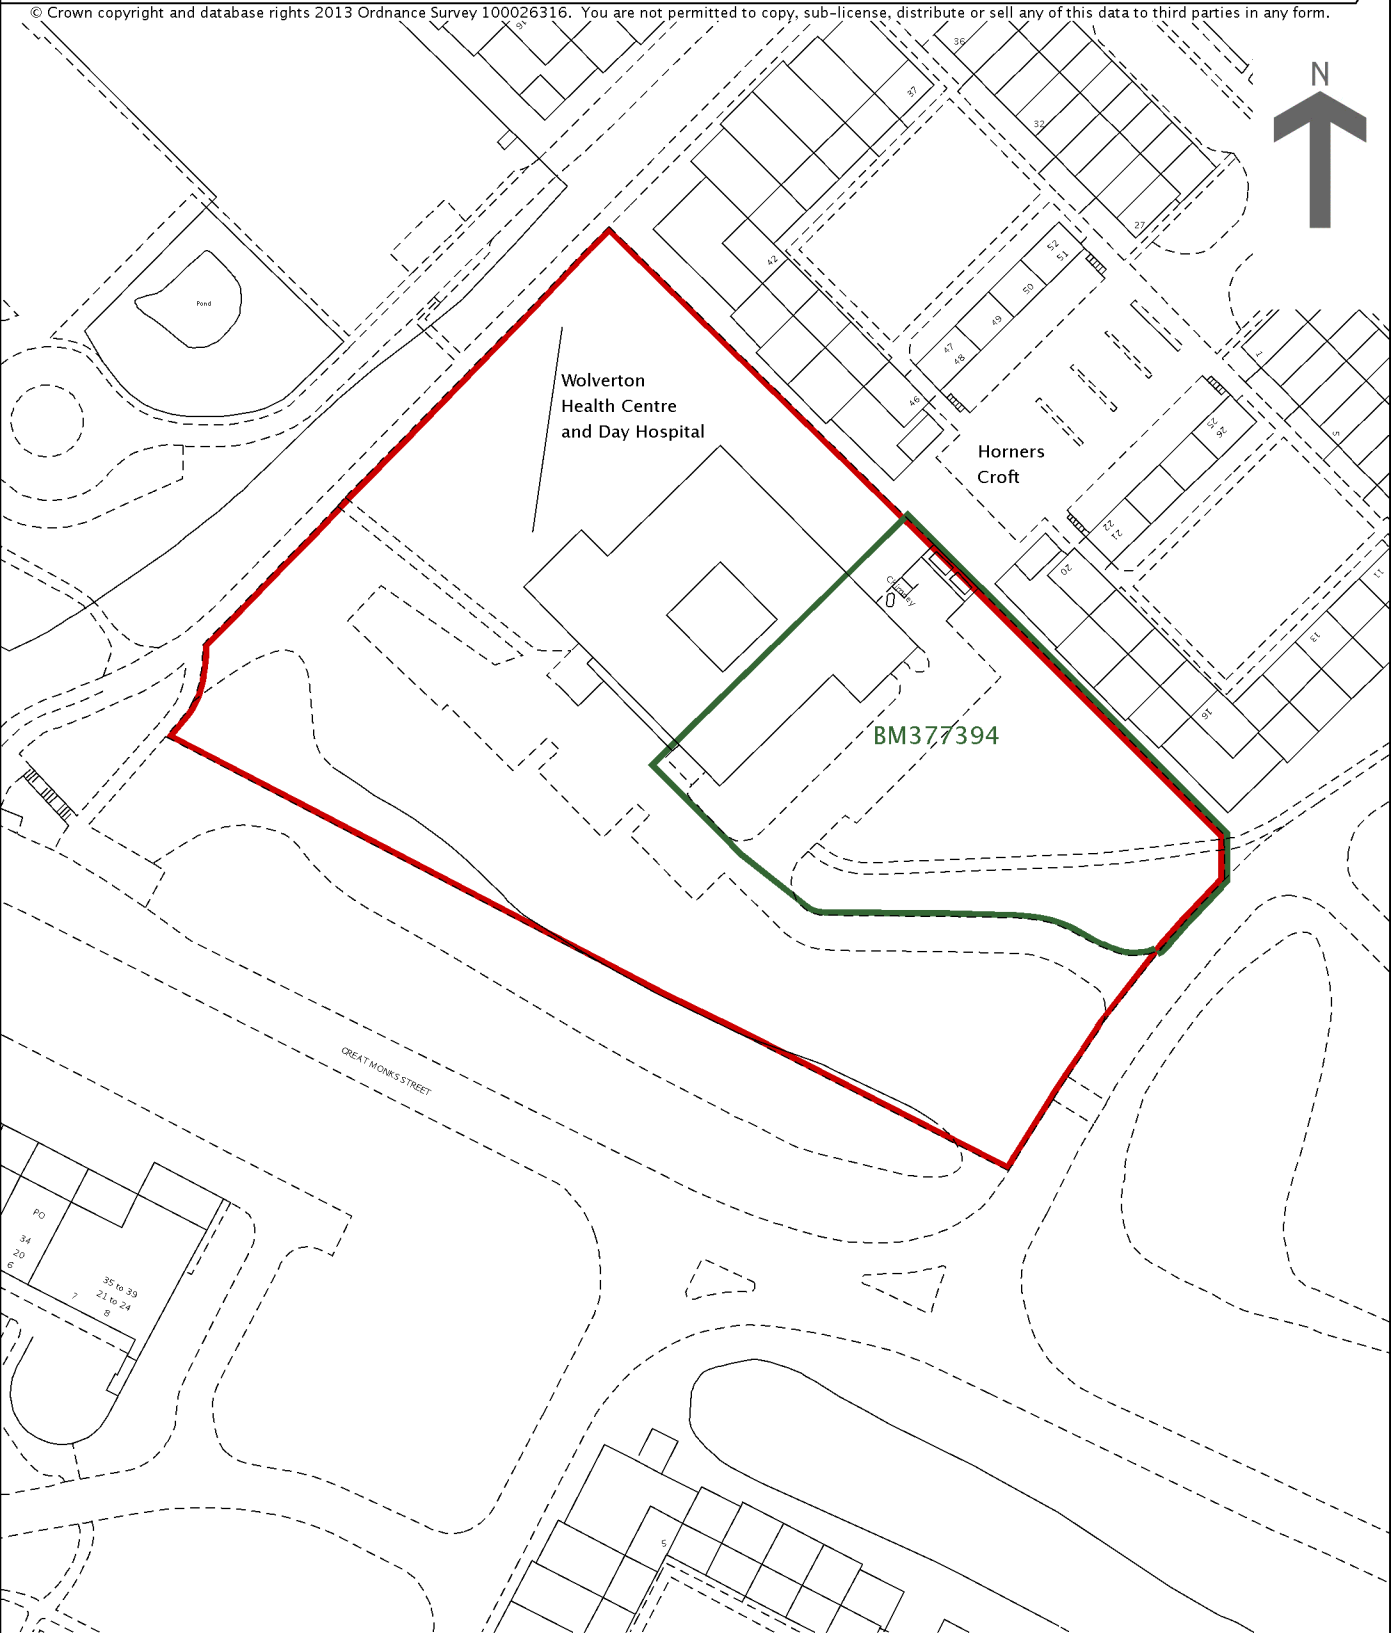 © Crown copyright and database rights 2013 Ordnance Survey 100026316. You are not permitted to copy, sub-license, distribute or sell any of this data to third parties in any form.
N
36
37
32
27
42
52
51
50
49
47
48
46
Pond
Wolverton
Health Centre
and Day Hospital
Horners
Croft
1
5
26
25
22
21
20
11
13
16
Chimney
BM377394
GREAT MONKS STREET
PO
34
20
6
35 to 39
21 to 24
7
8
5